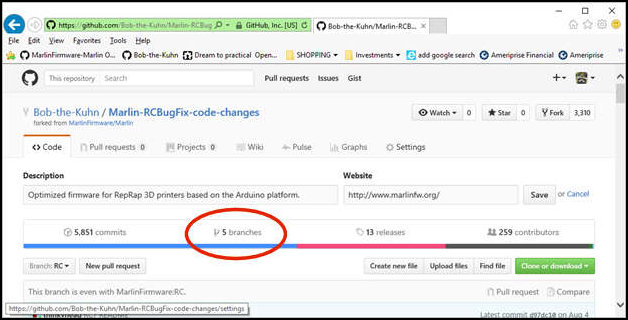 https://github.com/Bob-the-Kuhn/Marlin-RCBug GitHub, Inc. [US] Bob-the-Kuhn/Marlin-RC...
File Edit View Favorites Tools Help
MarlinFirmware-Marlin O... Bob-the-Kuhn Dream to practical Open... SHOPPING Investments add google search Ameriprise Financial Ameriprise
This repository Search Pull requests Issues Gist
Bob-the-Kuhn / Marlin-RCBugFix-code-changes Watch 0 Star 0 Fork 3,310
forked from MarlinFirmware/Marlin
Code Pull requests 0 Projects 0 Wiki Pulse Graphs Settings
Description Website
Optimized firmware for RepRap 3D printers based on the Arduino platform. http://www.marlinfw.org/ Save or Cancel
5,851 commits 5 branches 13 releases 259 contributors
Branch: RC New pull request Create new file Upload files Find file Clone or download
This branch is even with MarlinFirmware:RC. Pull request Compare
https://github.com/Bob-the-Kuhn/Marlin-RCBugFix-code-changes/settings
Latest commit d97dc10 on Aug 4